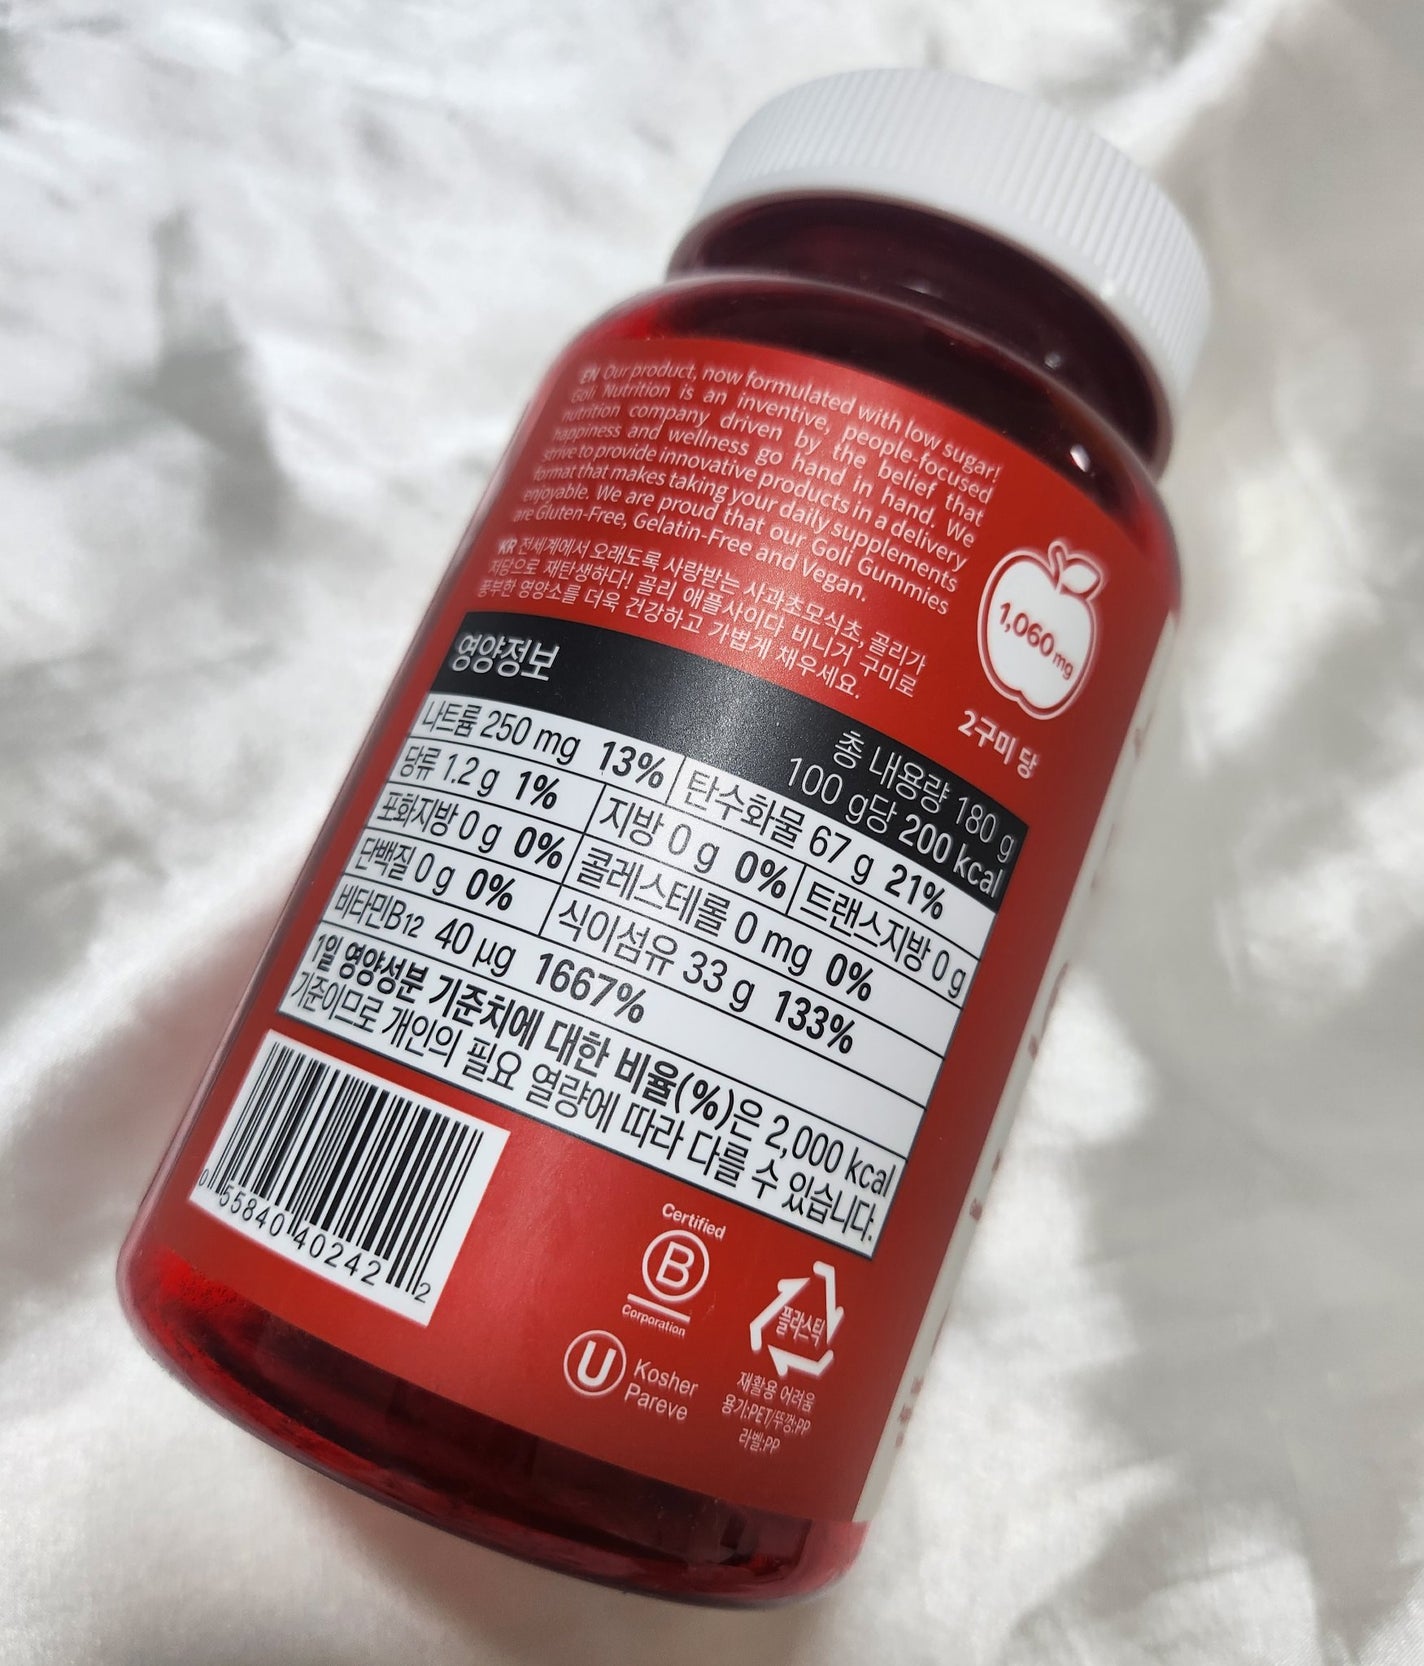 EN Our product, now formulated with low sugar!
Goli Nutrition is an inventive, people-focused
nutrition company driven by the belief that
happiness and wellness go hand in hand. We
strive to provide innovative products in a delivery
format that makes taking your daily supplements
enjoyable. We are proud that our Goli Gummies
are Gluten-Free, Gelatin-Free and Vegan.
KR 전세계에서 오래도록 사랑받는 사과초모식초, 골리가
저당으로 재탄생하다! 골리 애플사이다 비니거 구미로
풍부한 영양소를 더욱 건강하고 가볍게 채우세요.
1,060 mg
2구미 당
영양정보
총 내용량 180 g
100 g당 200 kcal
나트륨 250 mg 13% 탄수화물 67 g 21%
당류 1.2 g 1% 지방 0 g 0% 트랜스지방 0 g
포화지방 0 g 0% 콜레스테롤 0 mg 0%
단백질 0 g 0% 식이섬유 33 g 133%
비타민B12 40 µg 1667%
1일 영양성분 기준치에 대한 비율(%)은 2,000 kcal
기준이므로 개인의 필요 열량에 따라 다를 수 있습니다.
0 55840 40242 2
Certified
B
Corporation
U Kosher
Pareve
플라스틱
재활용 어려움
용기:PET/뚜껑:PP
라벨:PP